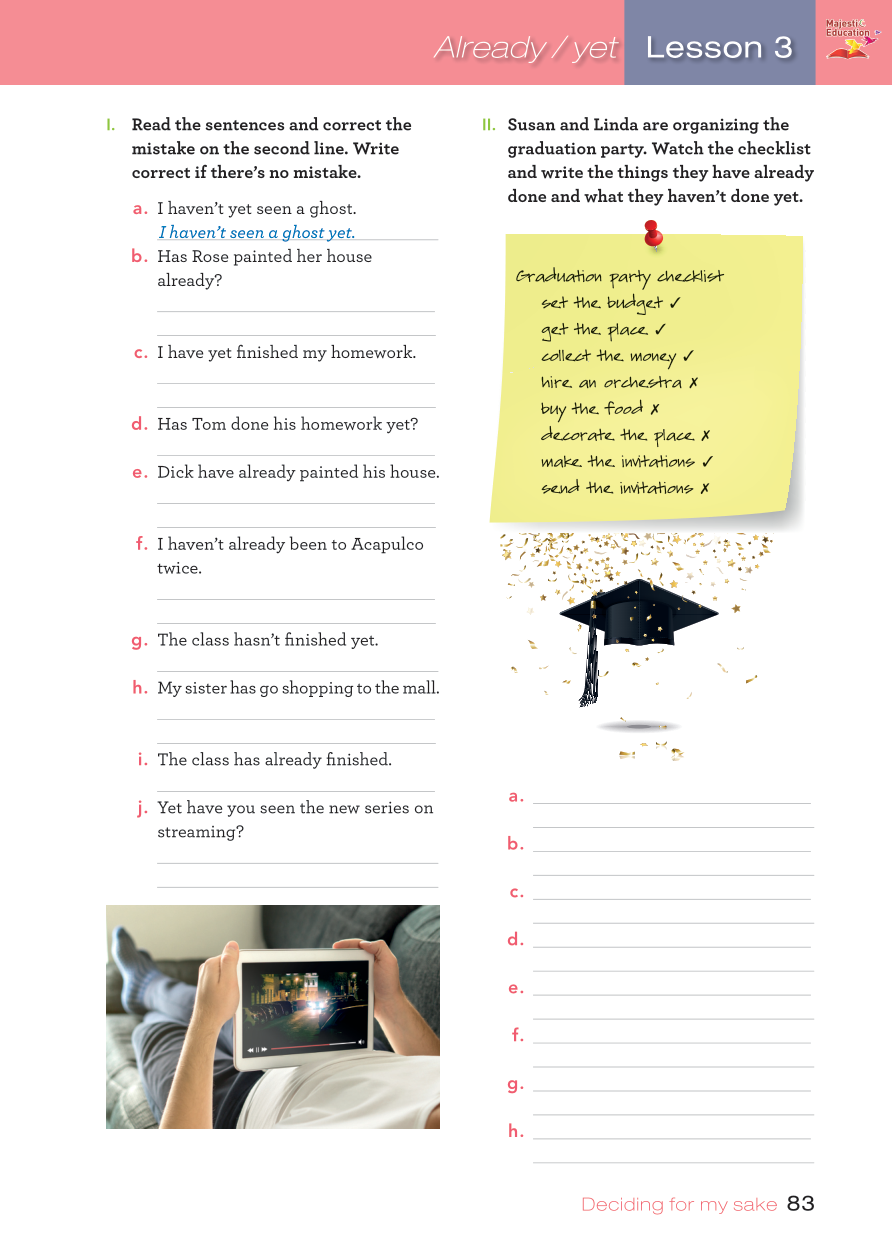 Already / yet Lesson 3
Majesti
Education
I. Read the sentences and correct the
mistake on the second line. Write
correct if there's no mistake.
a. I haven't yet seen a ghost.
I haven't seen a ghost yet.
b. Has Rose painted her house
already?
c. I have yet finished my homework.
d. Has Tom done his homework yet?
e. Dick have already painted his house.
f. I haven't already been to Acapulco
twice.
g. The class hasn't finished yet.
h. My sister has go shopping to the mall.
i. The class has already finished.
j. Yet have you seen the new series on
streaming?
II. Susan and Linda are organizing the
graduation party. Watch the checklist
and write the things they have already
done and what they haven't done yet.
Graduation party checklist
set the budget ✓
get the place ✓
collect the money ✓
hire an orchestra ✗
buy the food ✗
decorate the place ✗
make the invitations ✓
send the invitations ✗
a.
b.
c.
d.
e.
f.
g.
h.
Deciding for my sake 83